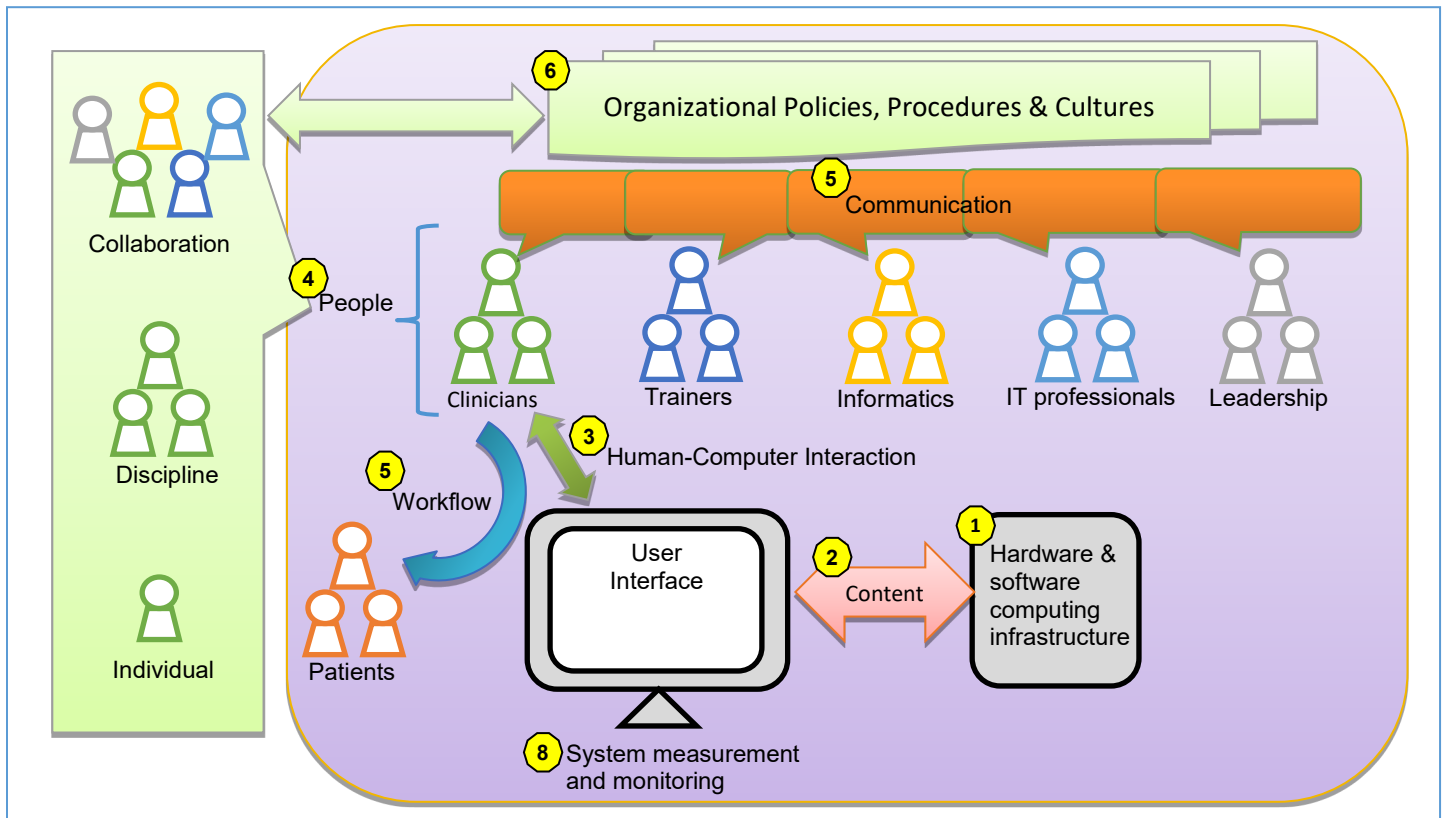 6
Organizational Policies, Procedures & Cultures
5
Communication
Collaboration
4
People
Clinicians
Trainers
Informatics
IT professionals
Leadership
3
Human-Computer Interaction
5
Workflow
Discipline
User
Interface
2
Content
1
Hardware &
software
computing
infrastructure
Individual
Patients
8
System measurement
and monitoring